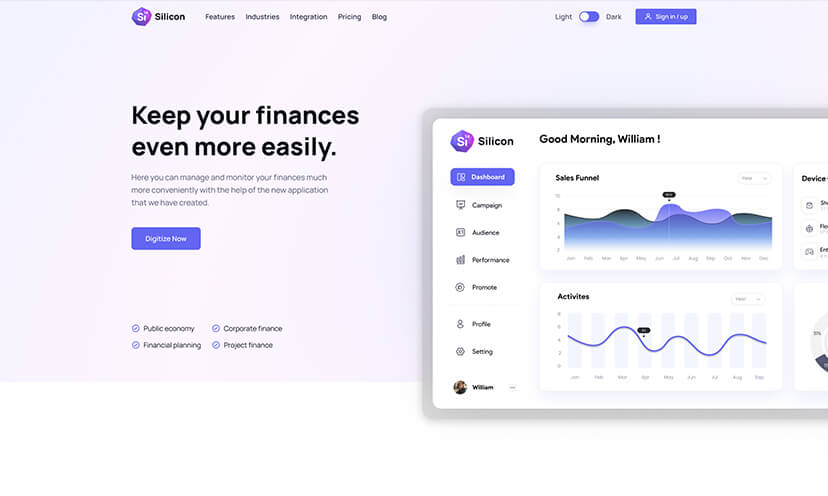 Si 14 Silicon
Features Industries Integration Pricing Blog
Light Dark
Sign in / up
Keep your finances
even more easily.
Here you can manage and monitor your finances much
more conveniently with the help of the new application
that we have created.
Digitize Now
Public economy Corporate finance
Financial planning Project finance
Si 14 Silicon
Good Morning, William !
Dashboard
Campaign
Audience
Performance
Promote
Profile
Setting
William
Sales Funnel
Year
10
8
6
4
2
Jan Feb Mar Apr May Jun Jul Aug Sep Oct Nov Dec
Activites
Year
8
6
4
2
0
Jan Feb Mar Apr May Jun Jul Aug Sep
Device
Sh
Flo
Ent